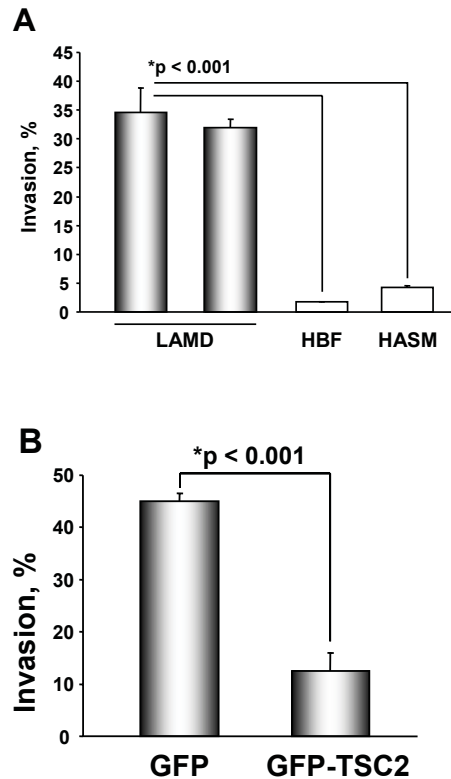 A
*p < 0.001
Invasion, %
45
40
35
30
25
20
15
10
5
0
LAMD HBF HASM
B
*p < 0.001
Invasion, %
50
40
30
20
10
0
GFP GFP-TSC2